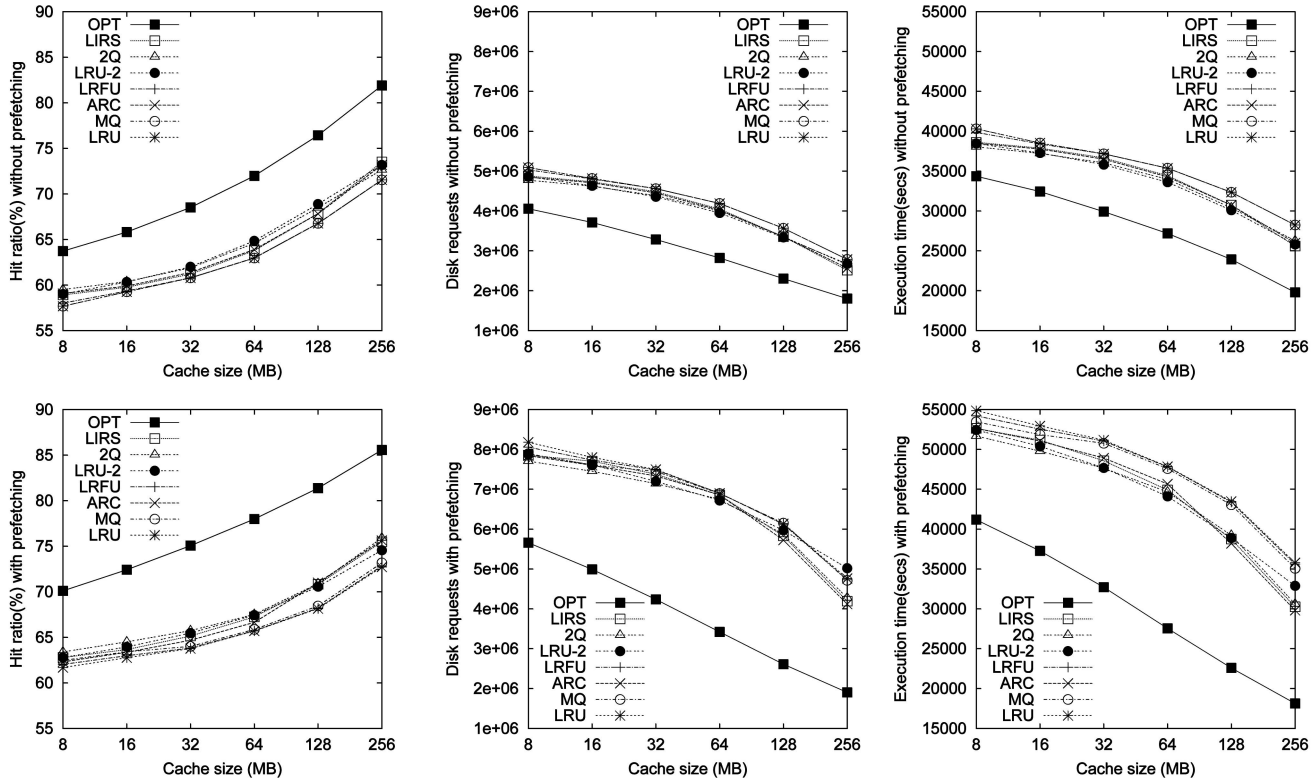 Hit ratio(%) without prefetching
90
85
80
75
70
65
60
55
OPT
LIRS
2Q
LRU-2
LRFU
ARC
MQ
LRU
8 16 32 64 128 256
Cache size (MB)
Disk requests without prefetching
9e+06
8e+06
7e+06
6e+06
5e+06
4e+06
3e+06
2e+06
1e+06
OPT
LIRS
2Q
LRU-2
LRFU
ARC
MQ
LRU
8 16 32 64 128 256
Cache size (MB)
Execution time(secs) without prefetching
55000
50000
45000
40000
35000
30000
25000
20000
15000
OPT
LIRS
2Q
LRU-2
LRFU
ARC
MQ
LRU
8 16 32 64 128 256
Cache size (MB)
Hit ratio(%) with prefetching
90
85
80
75
70
65
60
55
OPT
LIRS
2Q
LRU-2
LRFU
ARC
MQ
LRU
8 16 32 64 128 256
Cache size (MB)
Disk requests with prefetching
9e+06
8e+06
7e+06
6e+06
5e+06
4e+06
3e+06
2e+06
1e+06
OPT
LIRS
2Q
LRU-2
LRFU
ARC
MQ
LRU
8 16 32 64 128 256
Cache size (MB)
Execution time(secs) with prefetching
55000
50000
45000
40000
35000
30000
25000
20000
15000
OPT
LIRS
2Q
LRU-2
LRFU
ARC
MQ
LRU
8 16 32 64 128 256
Cache size (MB)